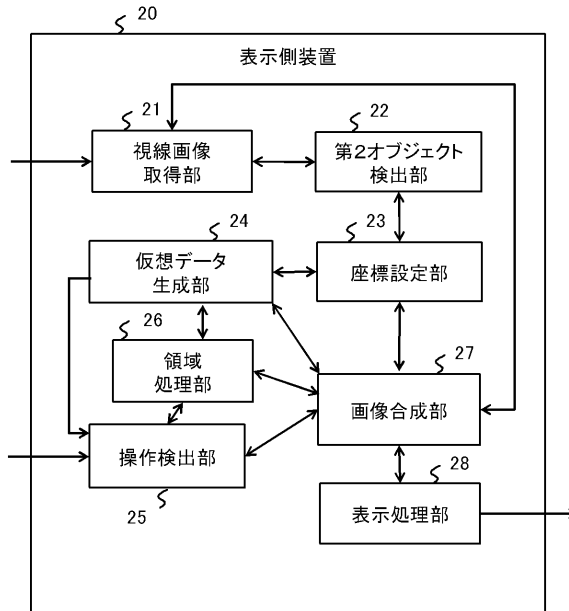 20
表示側装置
21
視線画像
取得部
22
第2オブジェクト
検出部
23
座標設定部
24
仮想データ
生成部
26
領域
処理部
27
画像合成部
操作検出部
25
28
表示処理部